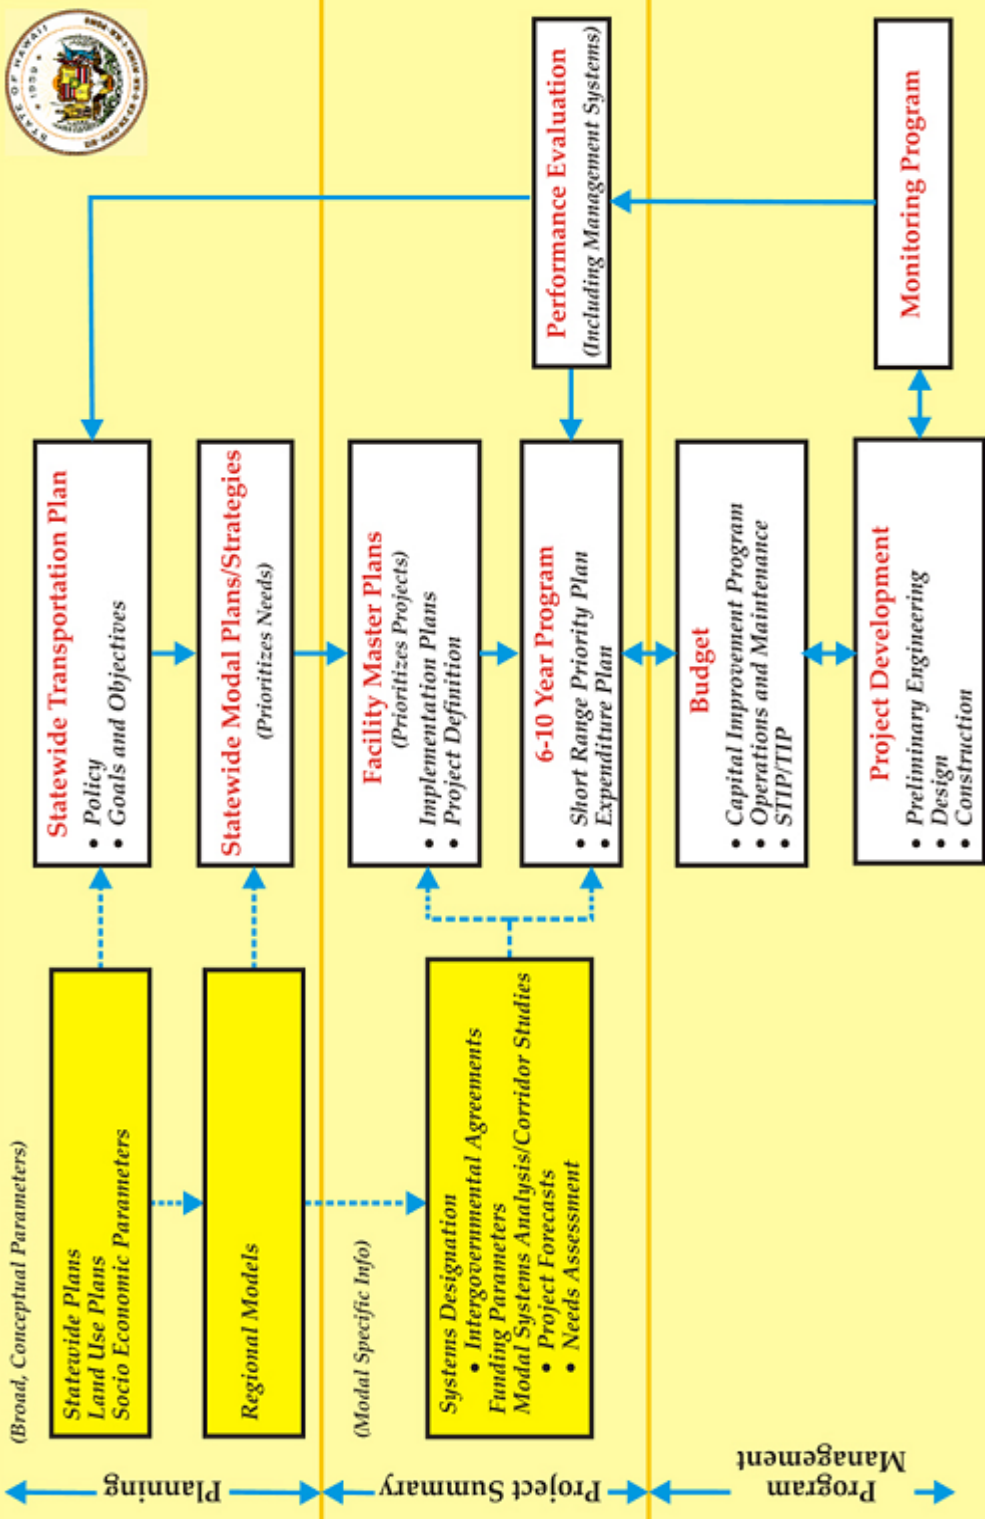 STATE OF HAWAII
1959
(Broad, Conceptual Parameters)
Statewide Plans
Land Use Plans
Socio Economic Parameters
Regional Models
(Modal Specific Info)
Systems Designation
• Intergovernmental Agreements
Funding Parameters
Modal Systems Analysis/Corridor Studies
• Project Forecasts
• Needs Assessment
Statewide Transportation Plan
• Policy
• Goals and Objectives
Statewide Modal Plans/Strategies
(Prioritizes Needs)
Facility Master Plans
(Prioritizes Projects)
• Implementation Plans
• Project Definition
6-10 Year Program
• Short Range Priority Plan
• Expenditure Plan
Budget
• Capital Improvement Program
• Operations and Maintenance
• STIP/TIP
Project Development
• Preliminary Engineering
• Design
• Construction
Performance Evaluation
(Including Management Systems)
Monitoring Program
Planning
Project Summary
Program
Management